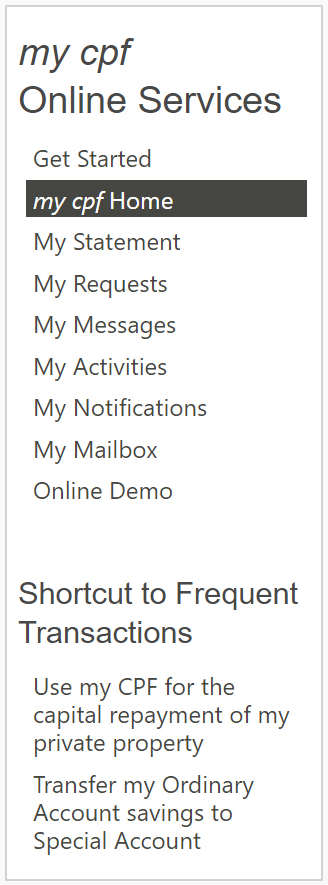 my cpf
Online Services
Get Started
my cpf Home
My Statement
My Requests
My Messages
My Activities
My Notifications
My Mailbox
Online Demo
Shortcut to Frequent
Transactions
Use my CPF for the
capital repayment of my
private property
Transfer my Ordinary
Account savings to
Special Account